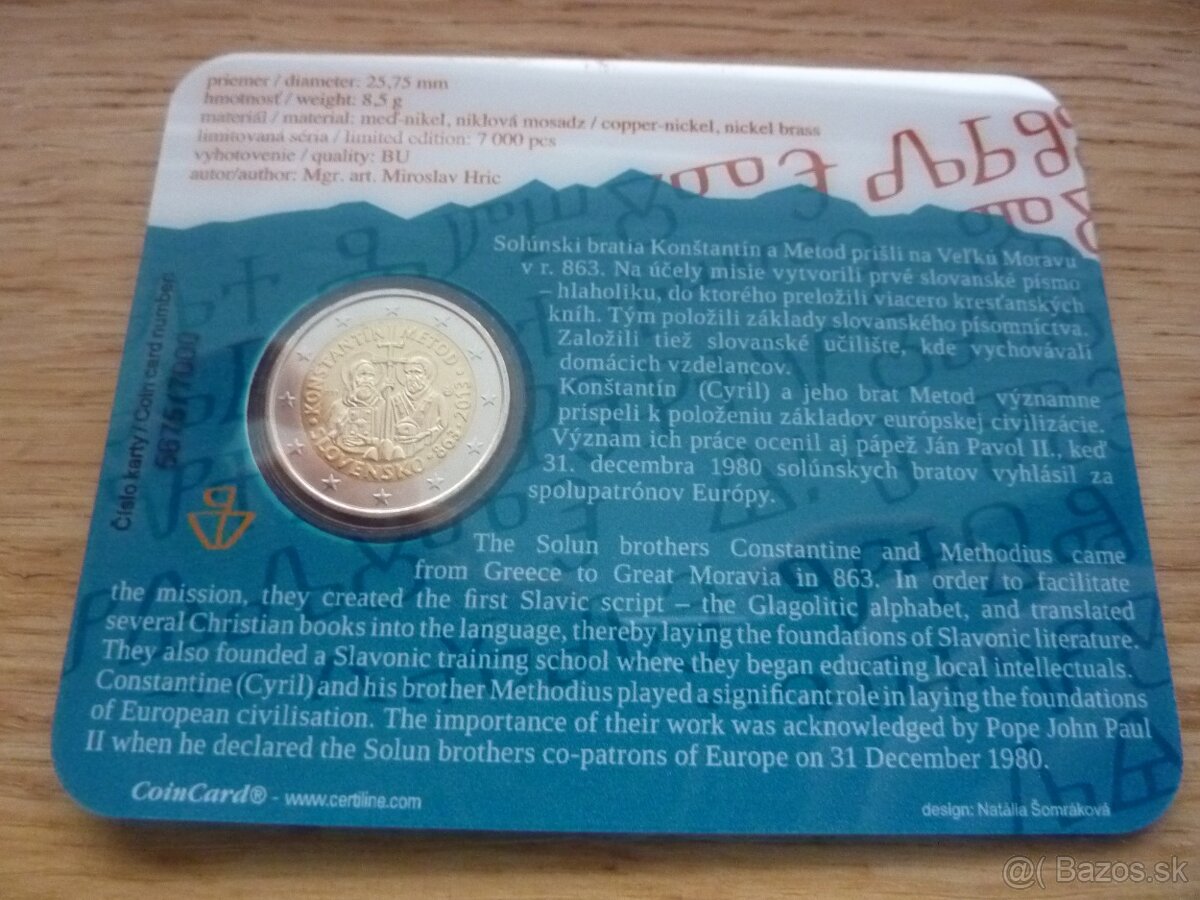 priemer / diameter: 25,75 mm
hmotnosť / weight: 8,5 g
materiál / material: meď-nikel, niklová mosadz / copper-nickel, nickel brass
limitovaná séria / limited edition: 7 000 pcs
vyhotovenie / quality: BU
autor/author: Mgr. art. Miroslav Hric
Solúnski bratia Konštantín a Metod prišli na Veľkú Moravu
v r. 863. Na účely misie vytvorili prvé slovanské písmo
– hlaholiku, do ktorého preložili viacero kresťanských
kníh. Tým položili základy slovanského písomníctva.
Založili tiež slovanské učilište, kde vychovávali
domácich vzdelancov.
Konštantín (Cyril) a jeho brat Metod významne
prispeli k položeniu základov európskej civilizácie.
Význam ich práce ocenil aj pápež Ján Pavol II., keď
31. decembra 1980 solúnskych bratov vyhlásil za
spolupatrónov Európy.
Číslo karty / Coin card number
/7000
KONŠTANTÍN METOD
SLOVENSKO · 863 - 2013
The Solun brothers Constantine and Methodius came
from Greece to Great Moravia in 863. In order to facilitate
the mission, they created the first Slavic script – the Glagolitic alphabet, and translated
several Christian books into the language, thereby laying the foundations of Slavonic literature.
They also founded a Slavonic training school where they began educating local intellectuals.
Constantine (Cyril) and his brother Methodius played a significant role in laying the foundations
of European civilisation. The importance of their work was acknowledged by Pope John Paul
II when he declared the Solun brothers co-patrons of Europe on 31 December 1980.
CoinCard® - www.certiline.com
design: Natália Šomráková
@( Bazos.sk